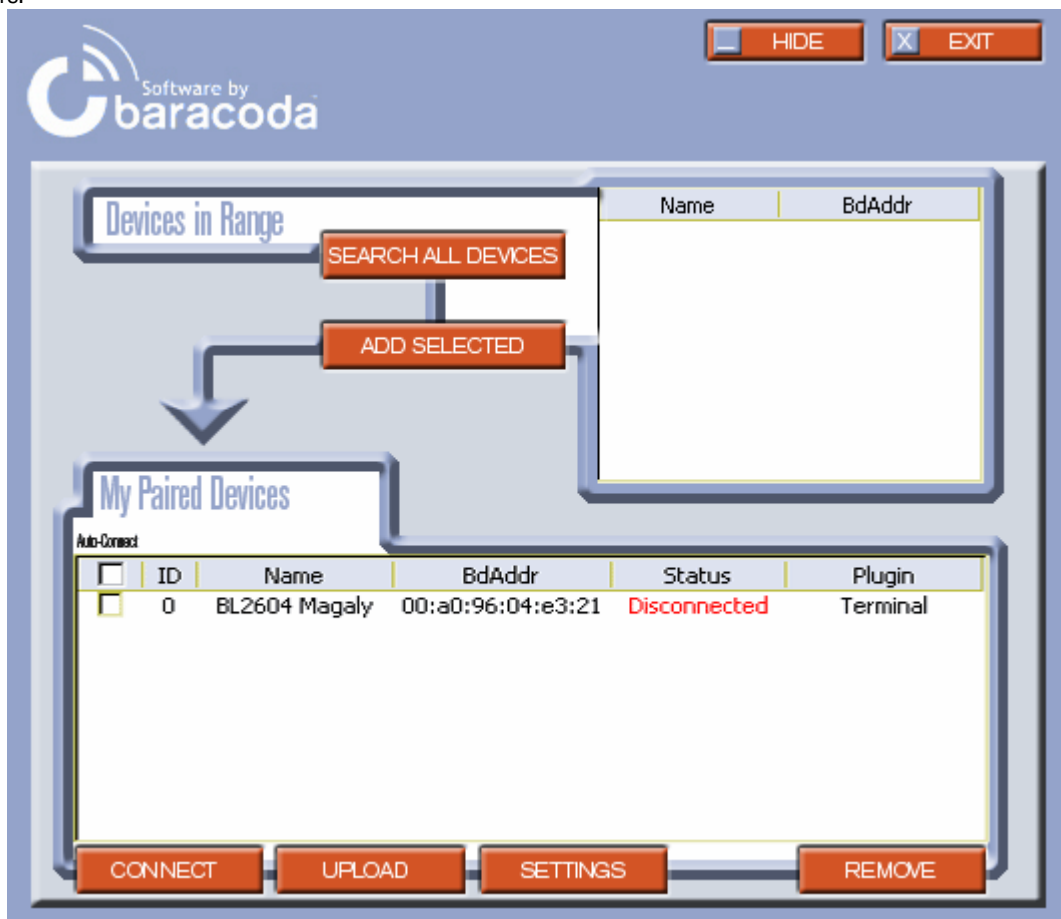 HIDE
X EXIT
Software by
baracoda
Devices in Range
Name BdAddr
SEARCH ALL DEVICES
ADD SELECTED
My Paired Devices
Auto-Connect
ID Name BdAddr Status Plugin
0 BL2604 Magaly 00:a0:96:04:e3:21 Disconnected Terminal
CONNECT UPLOAD SETTINGS REMOVE